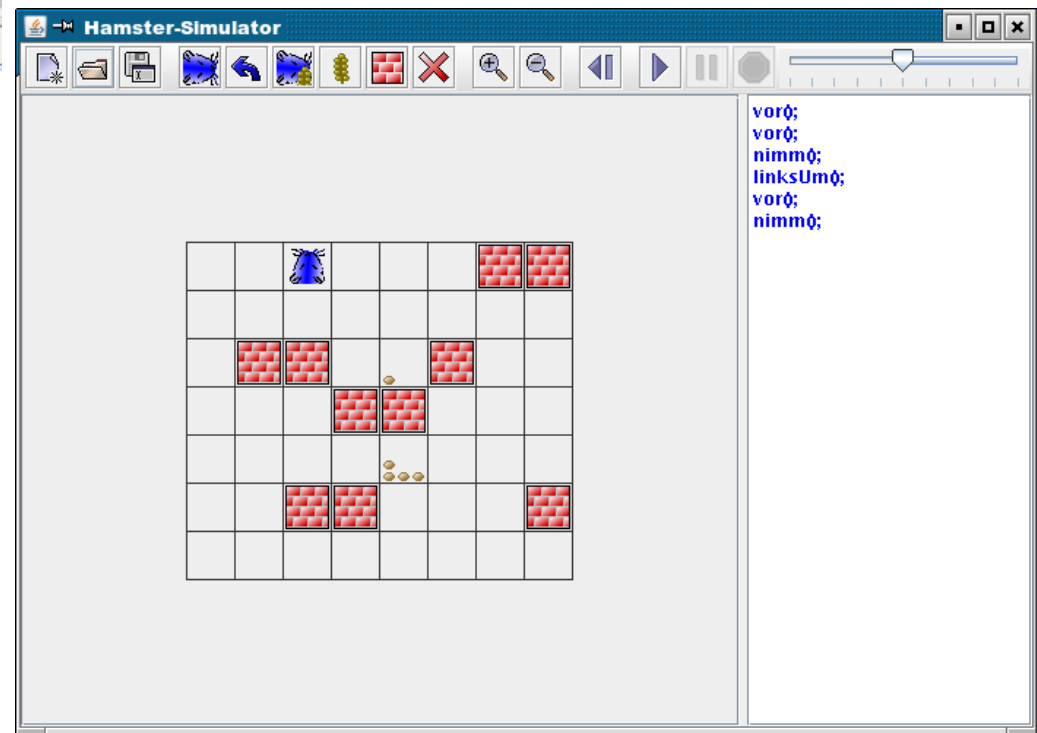 Hamster-Simulator
vor();
vor();
nimm();
linksUm();
vor();
nimm();